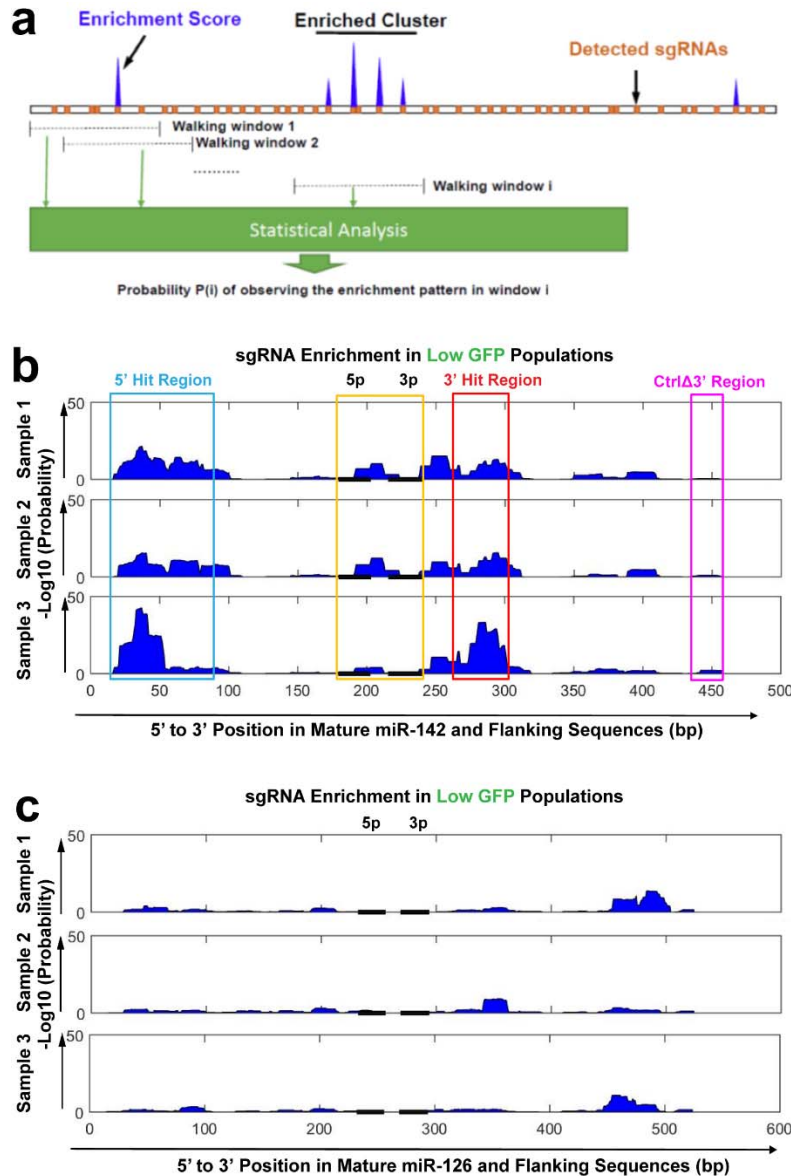 a
Enrichment Score
Enriched Cluster
Detected sgRNAs
Walking window 1
Walking window 2
Walking window i
Statistical Analysis
Probability P(i) of observing the enrichment pattern in window i
b
sgRNA Enrichment in Low GFP Populations
5’ Hit Region
5p
3p
3’ Hit Region
CtrlΔ3’ Region
Sample 1
50
0
Sample 2
50
0
Sample 3
50
0
-Log10 (Probability)
0 50 100 150 200 250 300 350 400 450 500
5’ to 3’ Position in Mature miR-142 and Flanking Sequences (bp)
c
sgRNA Enrichment in Low GFP Populations
5p
3p
Sample 1
50
0
Sample 2
50
0
Sample 3
50
0
-Log10 (Probability)
0 100 200 300 400 500 600
5’ to 3’ Position in Mature miR-126 and Flanking Sequences (bp)